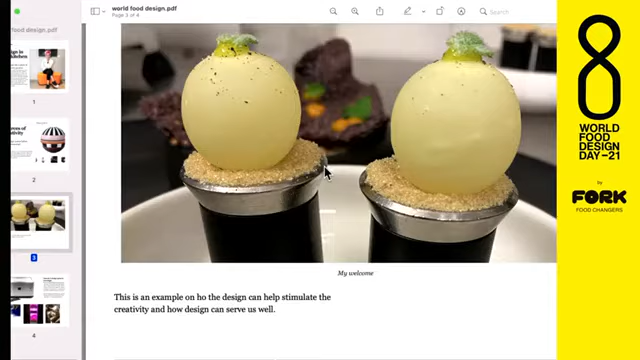 world food design.pdf
Page 3 of 4
Search
1
2
3
4
My welcome
This is an example on ho the design can help stimulate the
creativity and how design can serve us well.
8
WORLD
FOOD
DESIGN
DAY–21
by
FORK
FOOD CHANGERS